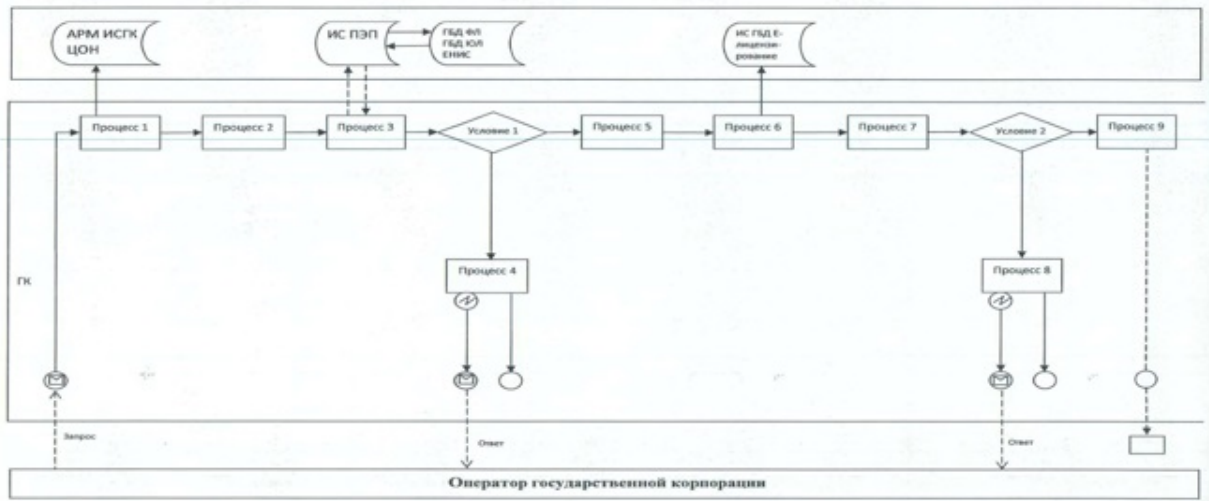 АРМ ИСГК
ЦОН
ИС ПЭП
ГБД ФЛ
ГБД ЮЛ
ЕНИС
ИС ГБД Е-
лицензи-
рование
Процесс 1
Процесс 2
Процесс 3
Условие 1
Процесс 5
Процесс 6
Процесс 7
Условие 2
Процесс 9
Процесс 4
Процесс 8
ГК
Запрос
Ответ
Ответ
Оператор государственной корпорации